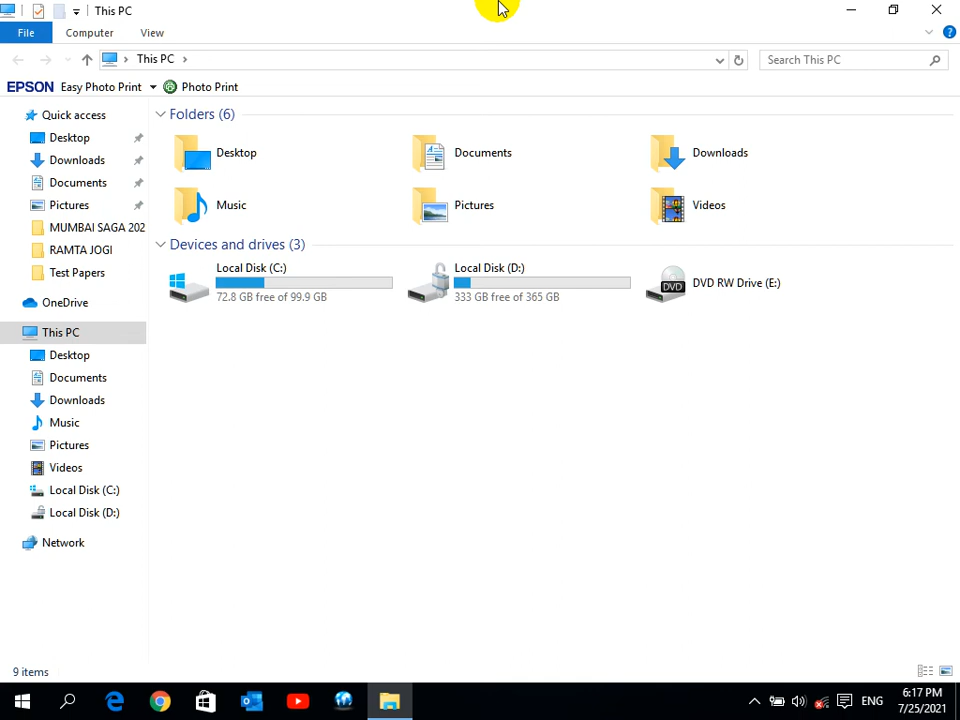 This PC
File
Computer
View
This PC
Search This PC
EPSON Easy Photo Print
Photo Print
Quick access
Desktop
Downloads
Documents
Pictures
MUMBAI SAGA 202
RAMTA JOGI
Test Papers
OneDrive
This PC
Desktop
Documents
Downloads
Music
Pictures
Videos
Local Disk (C:)
Local Disk (D:)
Network
Folders (6)
Desktop
Documents
Downloads
Music
Pictures
Videos
Devices and drives (3)
Local Disk (C:)
72.8 GB free of 99.9 GB
Local Disk (D:)
333 GB free of 365 GB
DVD
DVD RW Drive (E:)
9 items
ENG
6:17 PM
7/25/2021